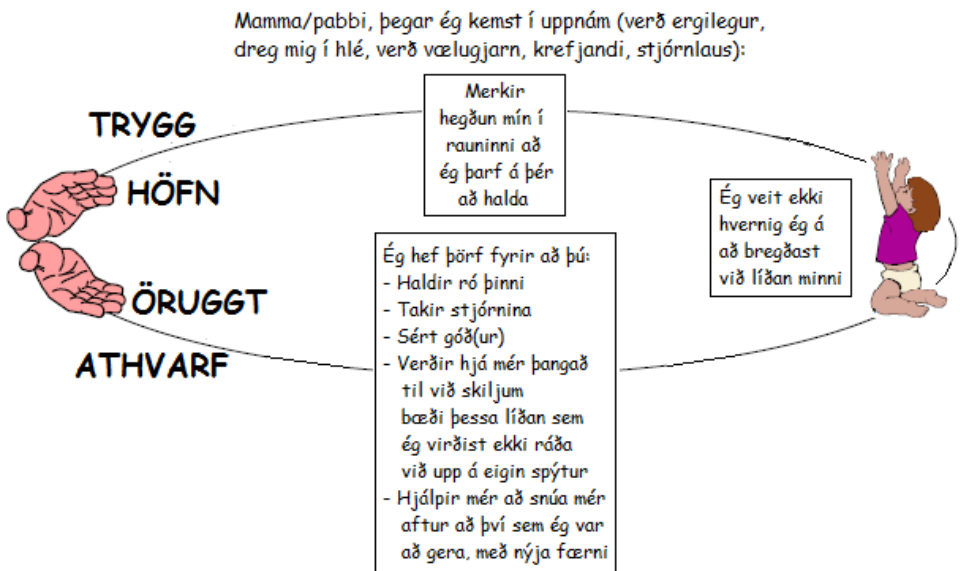 Mamma/pabbi, þegar ég kemst í uppnám (verð ergilegur,
dreg mig í hlé, verð vælugjarn, krefjandi, stjórnlaus):
TRYGG
HÖFN
Merkir
hegðun mín í
rauninni að
ég þarf á þér
að halda
Ég veit ekki
hvernig ég á
að bregðast
við líðan minni
ÖRUGGT
ATHVARF
Ég hef þörf fyrir að þú:
- Haldir ró þinni
- Takir stjórnina
- Sért góð(ur)
- Verðir hjá mér þangað
til við skiljum
bæði þessa líðan sem
ég virðist ekki ráða
við upp á eigin spýtur
- Hjálpir mér að snúa mér
aftur að því sem ég var
að gera, með nýja færni